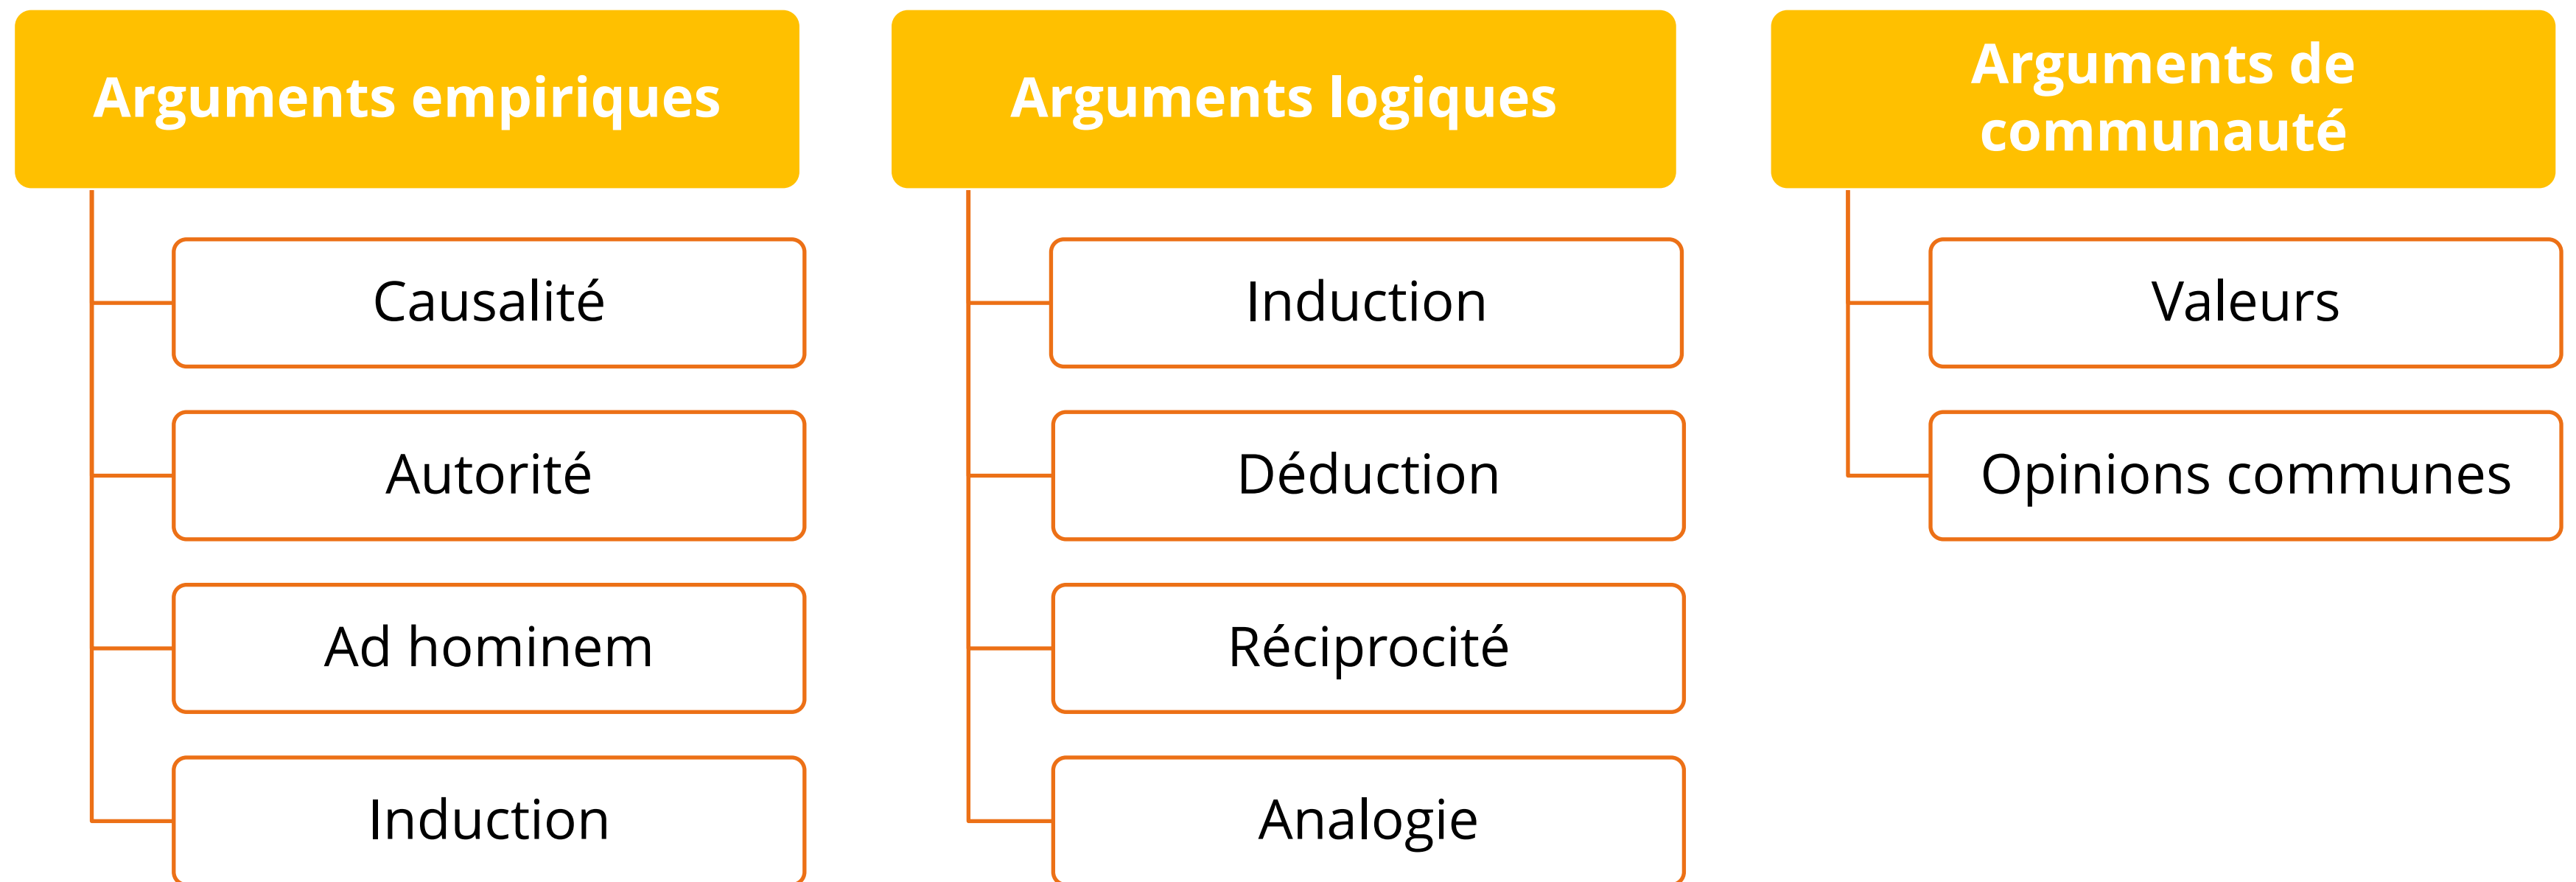 Arguments empiriques
Causalité
Autorité
Ad hominem
Induction
Arguments logiques
Induction
Déduction
Réciprocité
Analogie
Arguments de
communauté
Valeurs
Opinions communes